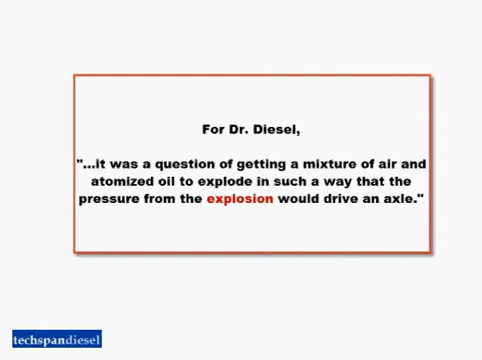 For Dr. Diesel,
"...it was a question of getting a mixture of air and
atomized oil to explode in such a way that the
pressure from the explosion would drive an axle."
techspandiesel